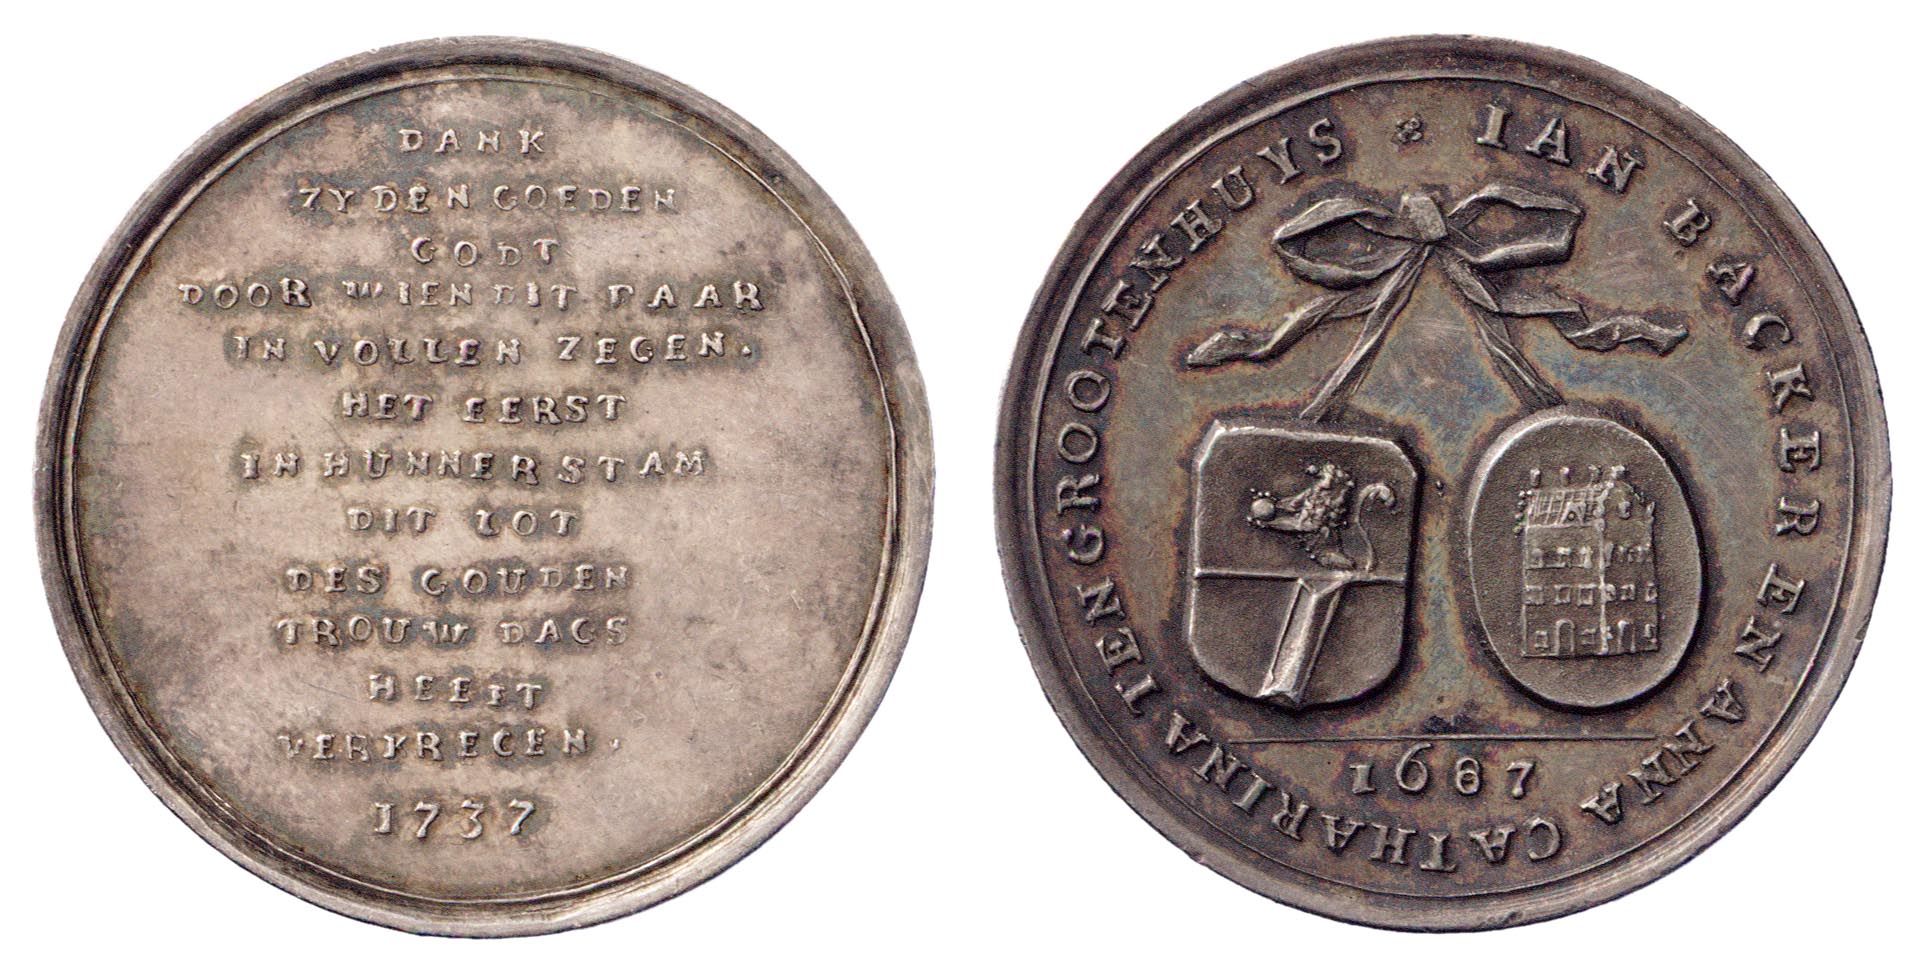 DANK
ZY DEN GOEDEN
GODT
DOOR WIEN DIT PAAR
IN VOLLEN ZEGEN.
HET EERST
IN HUNNER STAM
DIT LOT
DES GOUDEN
TROUW DAGS
HEEFT
VERKREGEN.
1737
IAN BACKER EN ANNA CATHARINA TEN GROOTENHUYS
1687